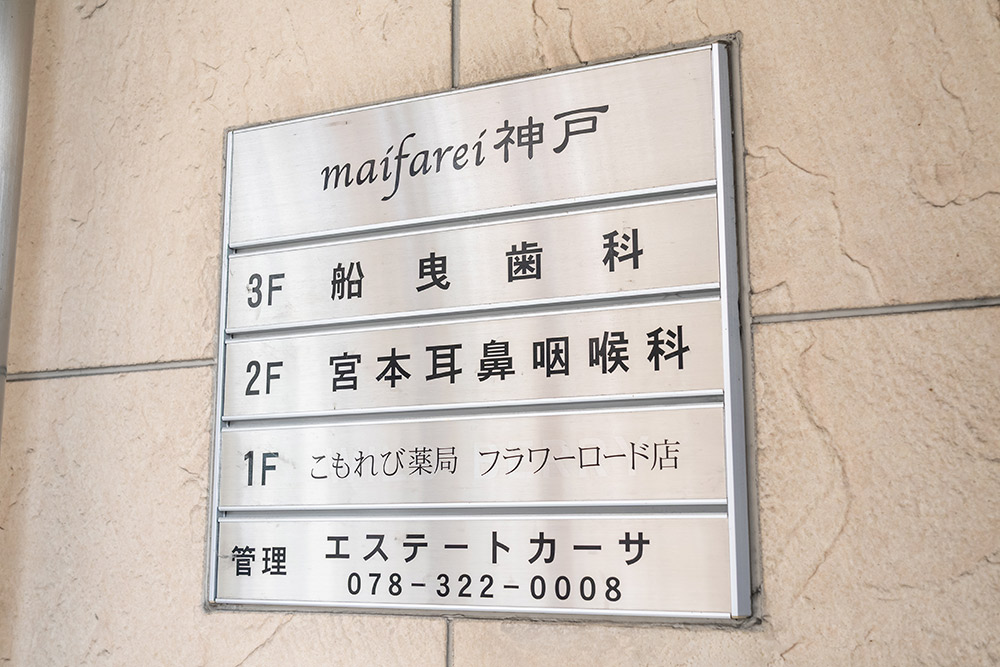 maifarei神戸
3F 船曳歯科
2F 宮本耳鼻咽喉科
1F こもれび薬局 フラワーロード店
管理 エステートカーサ
078-322-0008